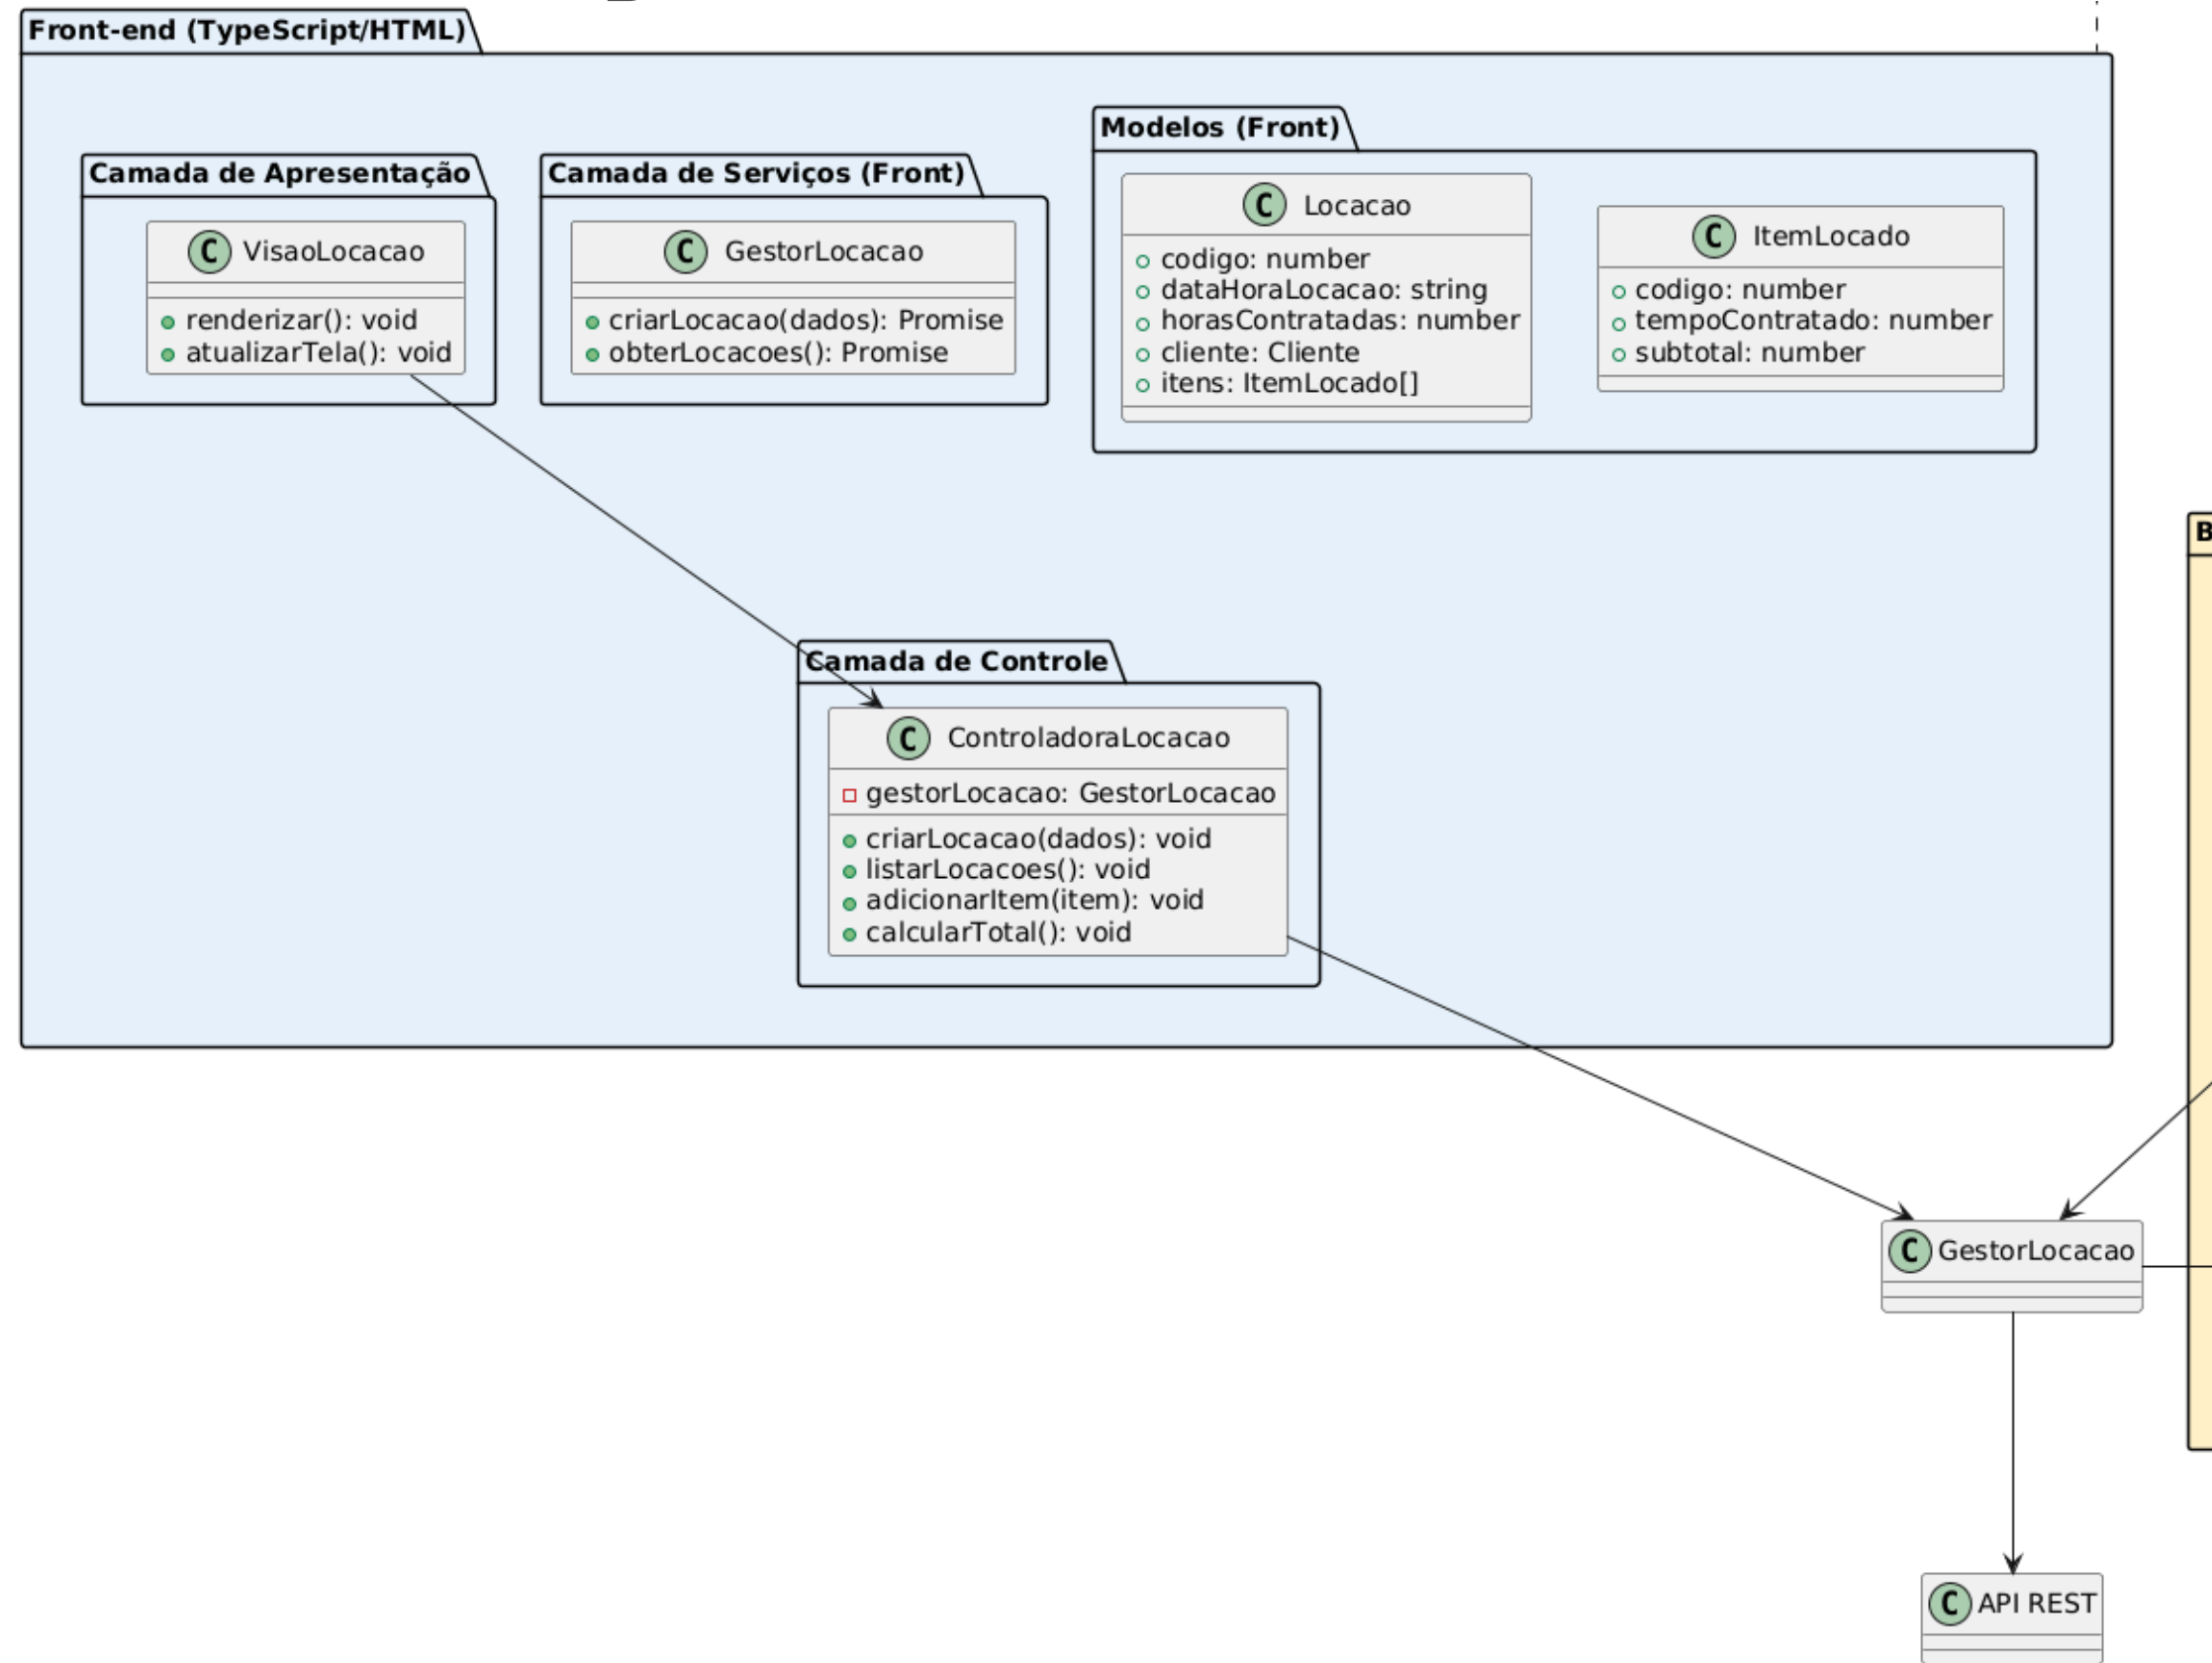 Front-end (TypeScript/HTML)
Camada de Apresentação
C VisaoLocacao
renderizar(): void
atualizarTela(): void
Camada de Serviços (Front)
C GestorLocacao
criarLocacao(dados): Promise
obterLocacoes(): Promise
Modelos (Front)
C Locacao
codigo: number
dataHoraLocacao: string
horasContratadas: number
cliente: Cliente
itens: ItemLocado[]
C ItemLocado
codigo: number
tempoContratado: number
subtotal: number
Camada de Controle
C ControladoraLocacao
gestorLocacao: GestorLocacao
criarLocacao(dados): void
listarLocacoes(): void
adicionarItem(item): void
calcularTotal(): void
C GestorLocacao
C API REST